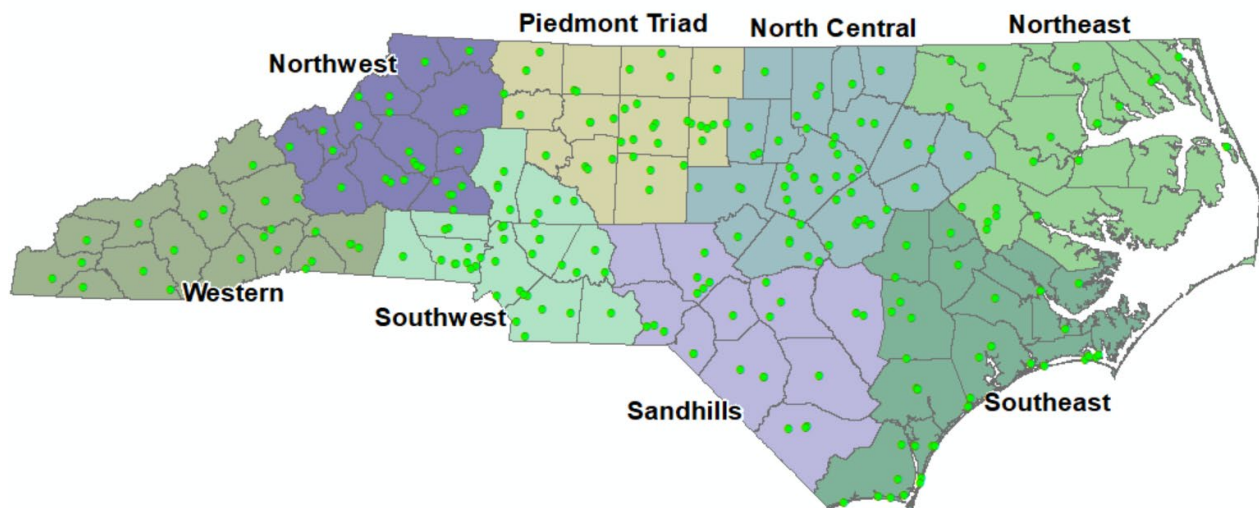 Piedmont Triad
North Central
Northeast
Northwest
Western
Southwest
Sandhills
Southeast